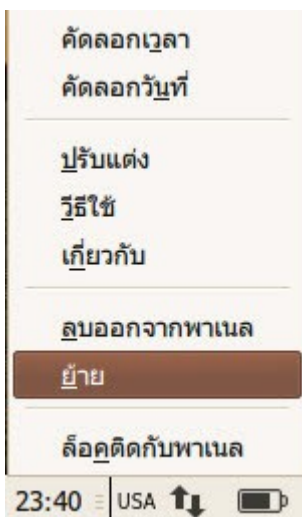 คัดลอกเวลา
คัดลอกวันที่
ปรับแต่ง
วิธีใช้
เกี่ยวกับ
ลบออกจากพาเนล
ย้าย
ล็อคติดกับพาเนล
23:40 USA